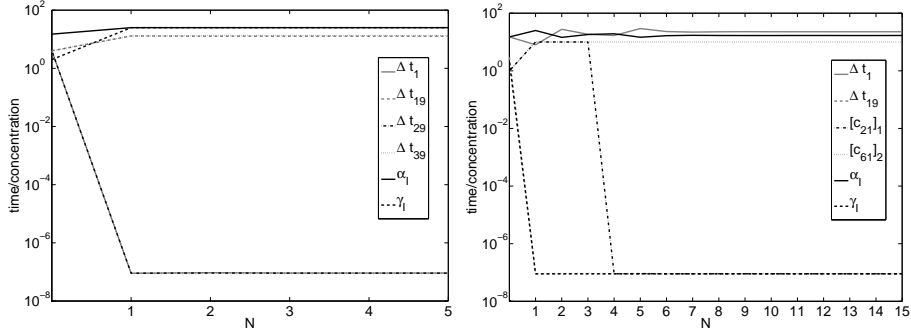 10^2
10^0
10^-2
10^-4
10^-6
10^-8
time/concentration
0 1 2 3 4 5
N
Δ t_1
Δ t_19
Δ t_29
Δ t_39
α_I
γ_I
10^2
10^0
10^-2
10^-4
10^-6
10^-8
time/concentration
1 2 3 4 5 6 7 8 9 10 11 12 13 14 15
N
Δ t_1
Δ t_19
[c_21]_1
[c_61]_2
α_I
γ_I